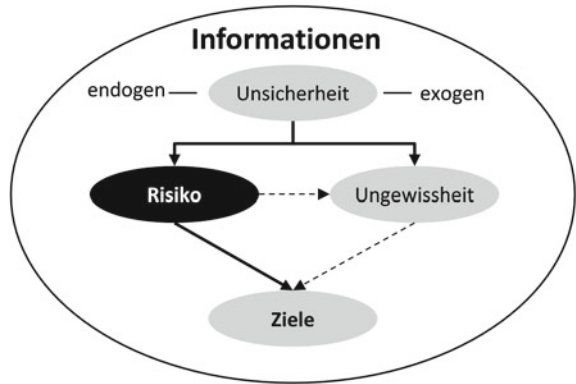 Informationen
endogen Unsicherheit exogen
Risiko Ungewissheit
Ziele